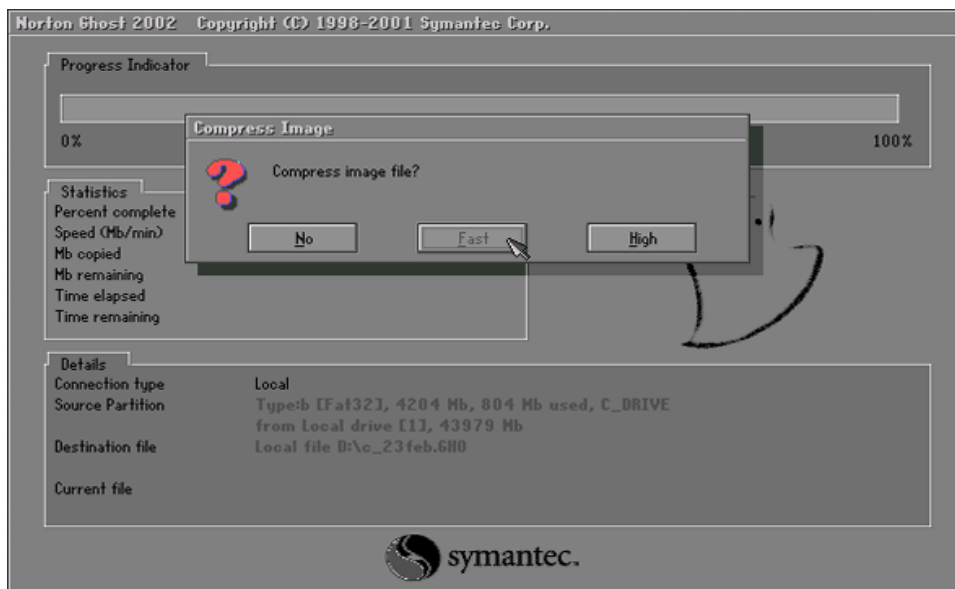 Norton Ghost 2002 Copyright (C) 1998-2001 Symantec Corp.
Progress Indicator
0% 100%
Compress Image
Compress image file?
No Fast High
Statistics
Percent complete
Speed (Mb/min)
Mb copied
Mb remaining
Time elapsed
Time remaining
Details
Connection type Local
Source Partition Type:b [Fat32], 4204 Mb, 804 Mb used, C_DRIVE
from Local drive [1], 43979 Mb
Destination file Local file D:\c_23feb.GHO
Current file
symantec.